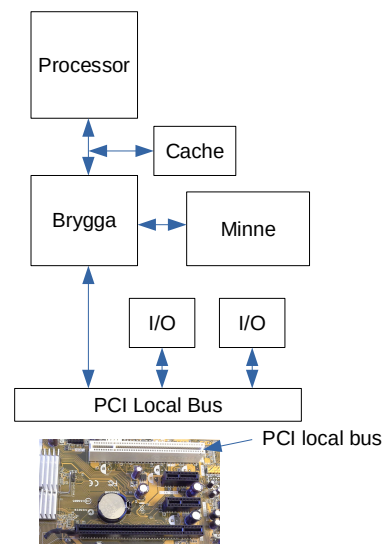 Processor
Cache
Brygga
Minne
I/O
I/O
PCI Local Bus
PCI local bus